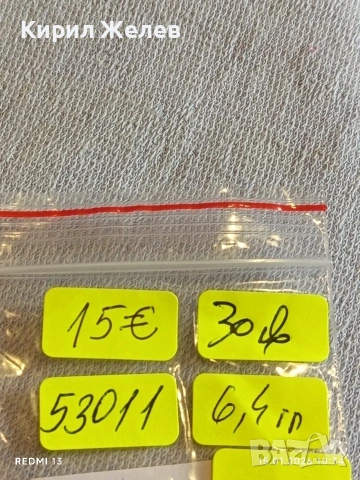 Кирил Желев
15€
30лв
53011
6,4гр
REDMI 13